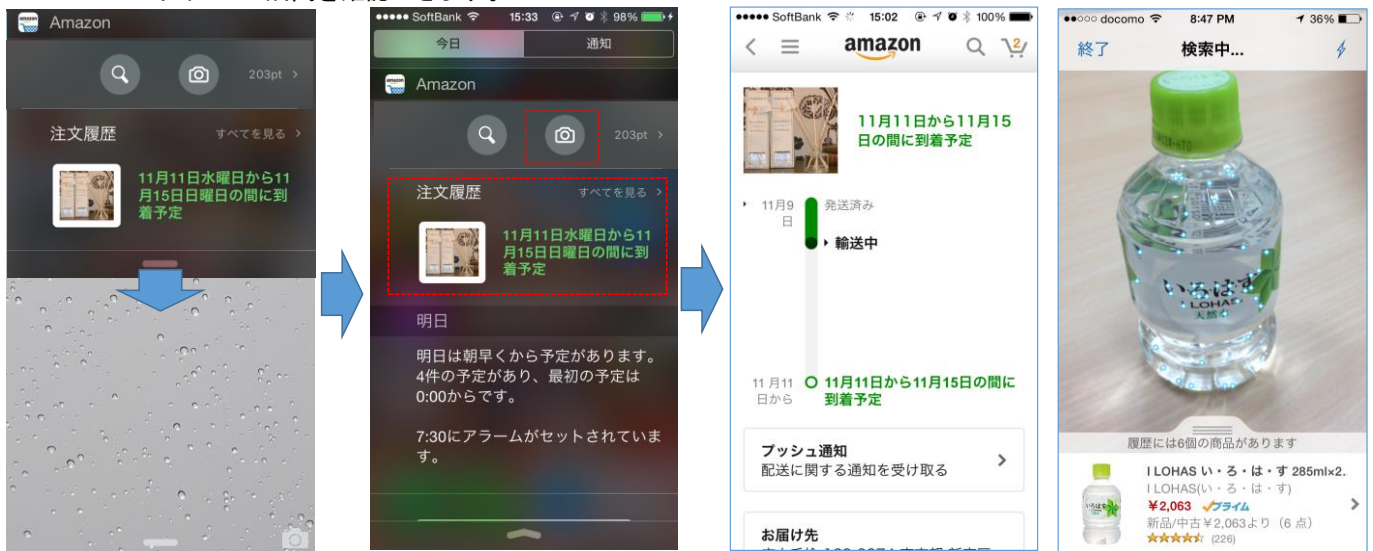 Amazon
203pt >
注文履歴
すべてを見る >
11月11日水曜日から11
月15日日曜日の間に到
着予定
SoftBank 15:33 98%
今日 通知
Amazon
203pt >
注文履歴
すべてを見る >
11月11日水曜日から11
月15日日曜日の間に到
着予定
明日
明日は朝早くから予定があります。
4件の予定があり、最初の予定は
0:00からです。
7:30にアラームがセットされていま
す。
SoftBank 15:02 100%
amazon
2
11月11日から11月15
日の間に到着予定
11月9
日
発送済み
輸送中
11月11
日から
11月11日から11月15日の間に
到着予定
プッシュ通知
配送に関する通知を受け取る
お届け先
docomo 8:47 PM 36%
終了 検索中...
いろはす
I LOHAS
天然水
履歴には6個の商品があります
I LOHAS い・ろ・は・す 285ml×2.
I LOHAS(い・ろ・は・す)
¥2,063 プライム
新品/中古¥2,063より (6 点)
(226)